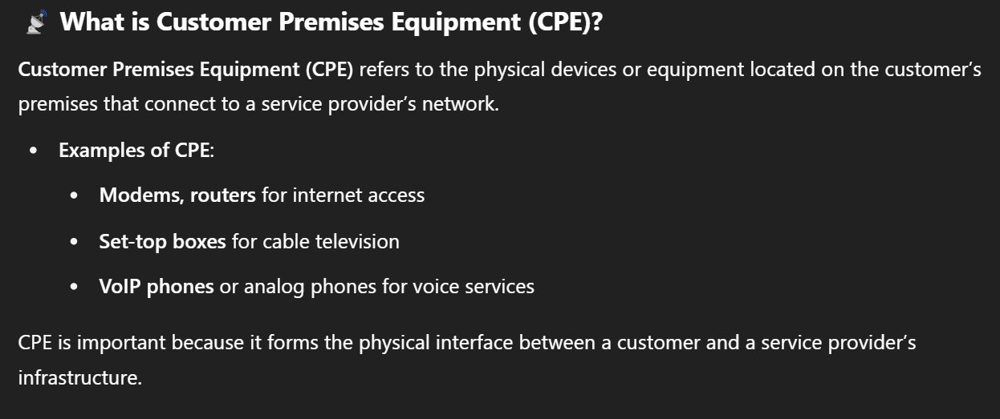 What is Customer Premises Equipment (CPE)?
Customer Premises Equipment (CPE) refers to the physical devices or equipment located on the customer’s
premises that connect to a service provider’s network.
• Examples of CPE:
• Modems, routers for internet access
• Set-top boxes for cable television
• VoIP phones or analog phones for voice services
CPE is important because it forms the physical interface between a customer and a service provider’s
infrastructure.